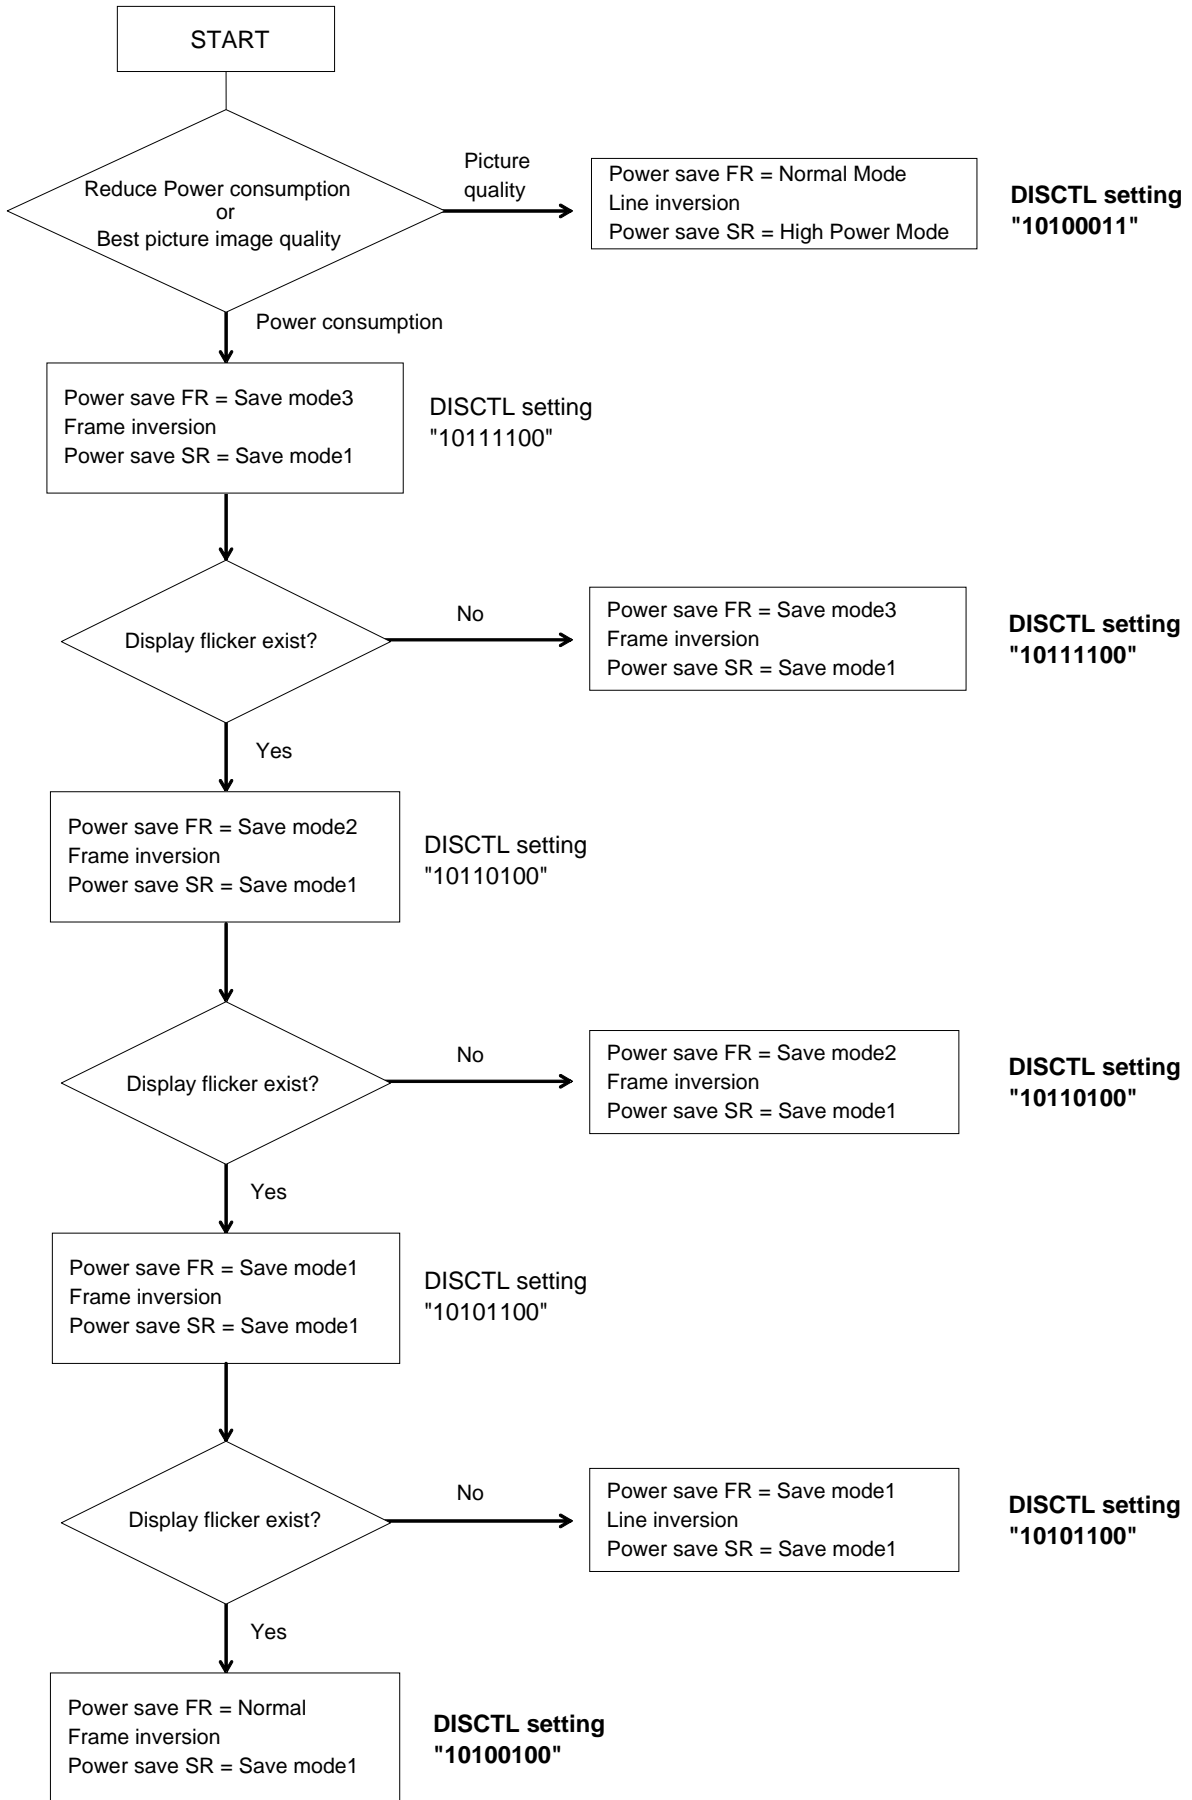 START
Reduce Power consumption
or
Best picture image quality
Picture
quality
Power save FR = Normal Mode
Line inversion
Power save SR = High Power Mode
DISCTL setting
"10100011"
Power consumption
Power save FR = Save mode3
Frame inversion
Power save SR = Save mode1
DISCTL setting
"10111100"
Display flicker exist?
No
Power save FR = Save mode3
Frame inversion
Power save SR = Save mode1
DISCTL setting
"10111100"
Yes
Power save FR = Save mode2
Frame inversion
Power save SR = Save mode1
DISCTL setting
"10110100"
Display flicker exist?
No
Power save FR = Save mode2
Frame inversion
Power save SR = Save mode1
DISCTL setting
"10110100"
Yes
Power save FR = Save mode1
Frame inversion
Power save SR = Save mode1
DISCTL setting
"10101100"
Display flicker exist?
No
Power save FR = Save mode1
Line inversion
Power save SR = Save mode1
DISCTL setting
"10101100"
Yes
Power save FR = Normal
Frame inversion
Power save SR = Save mode1
DISCTL setting
"10100100"